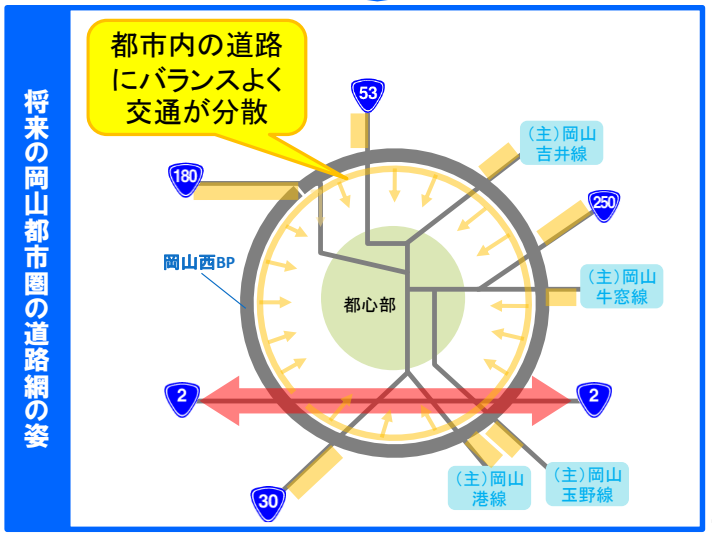 将来の岡山都市圏の道路網の姿
都市内の道路
にバランスよく
交通が分散
53
(主)岡山
吉井線
180
250
岡山西BP
(主)岡山
牛窓線
都心部
2
2
30
(主)岡山
港線
(主)岡山
玉野線